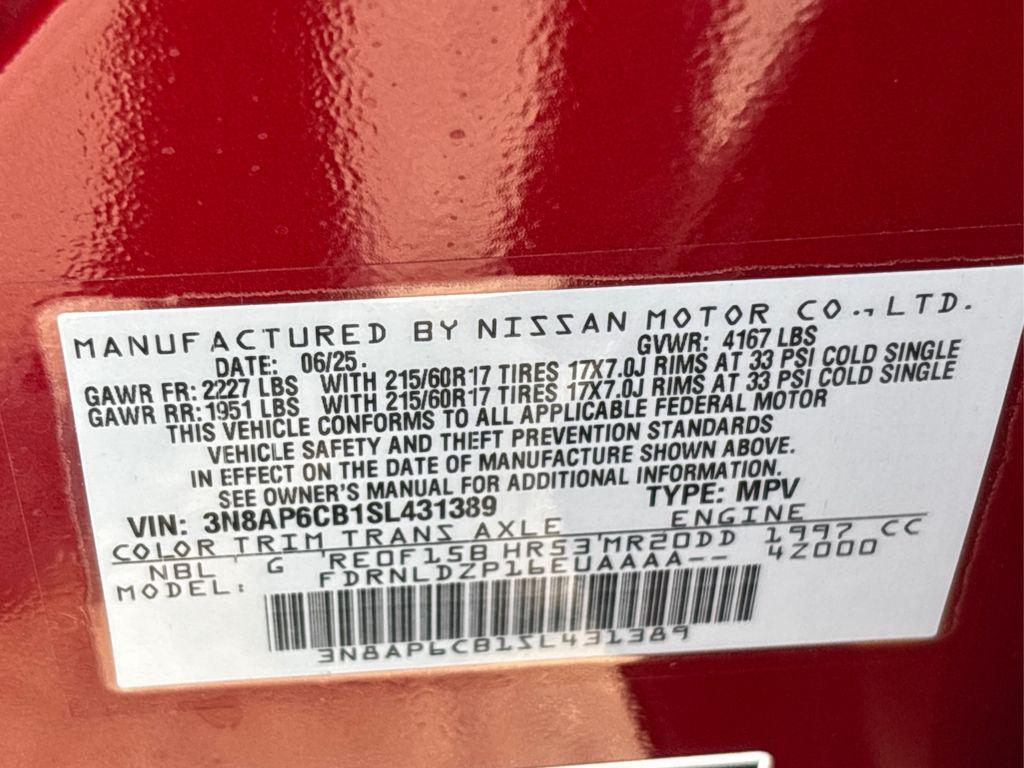 MANUFACTURED BY NISSAN MOTOR CO.,LTD.
DATE: 06/25. GVWR: 4167 LBS
GAWR FR: 2227 LBS WITH 215/60R17 TIRES 17X7.0J RIMS AT 33 PSI COLD SINGLE
GAWR RR: 1951 LBS WITH 215/60R17 TIRES 17X7.0J RIMS AT 33 PSI COLD SINGLE
THIS VEHICLE CONFORMS TO ALL APPLICABLE FEDERAL MOTOR
VEHICLE SAFETY AND THEFT PREVENTION STANDARDS
IN EFFECT ON THE DATE OF MANUFACTURE SHOWN ABOVE.
SEE OWNER'S MANUAL FOR ADDITIONAL INFORMATION.
VIN: 3N8AP6CB1SL431389 TYPE: MPV
COLOR TRIM TRANS AXLE ENGINE
NBL G RE0F15B HR53 MR20DD 1997 CC
MODEL: FDRNLDZP16EUAAAA-- 4Z000
3N8AP6CB1SL431389